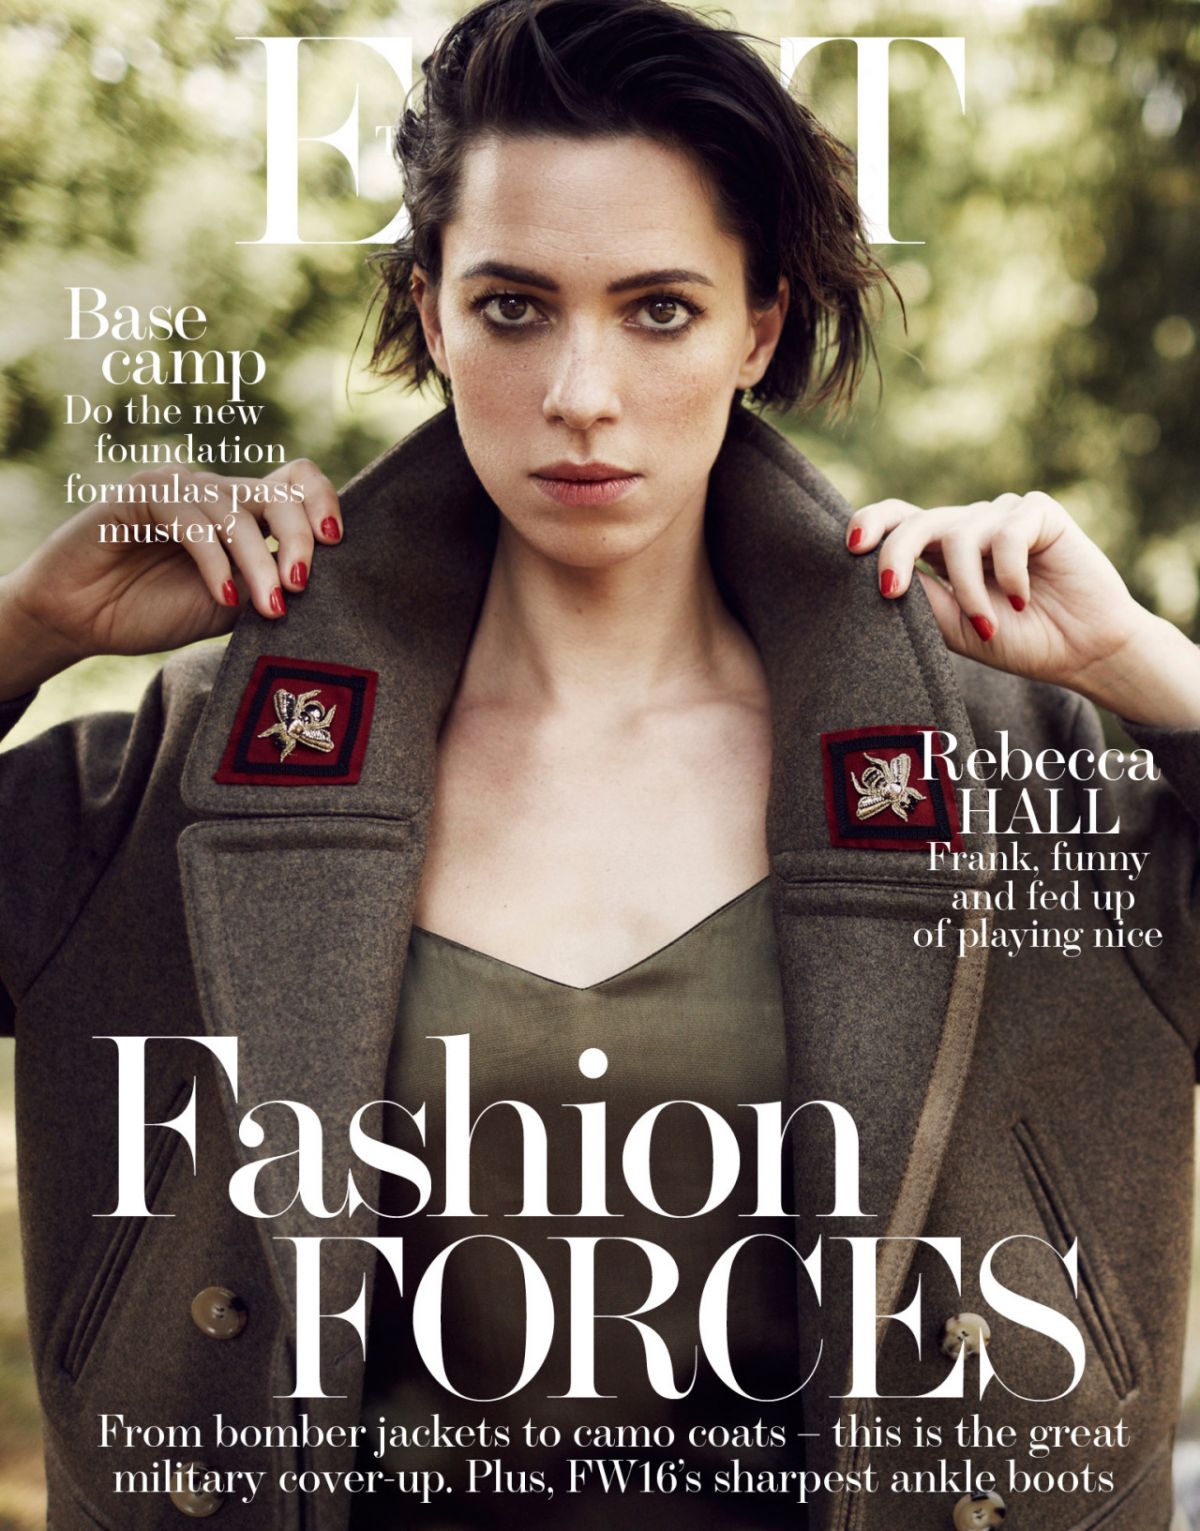 Base
camp
Do the new
foundation
formulas pass
muster?
Rebecca
HALL
Frank, funny
and fed up
of playing nice
Fashion
FORCES
From bomber jackets to camo coats – this is the great
military cover-up. Plus, FW16's sharpest ankle boots